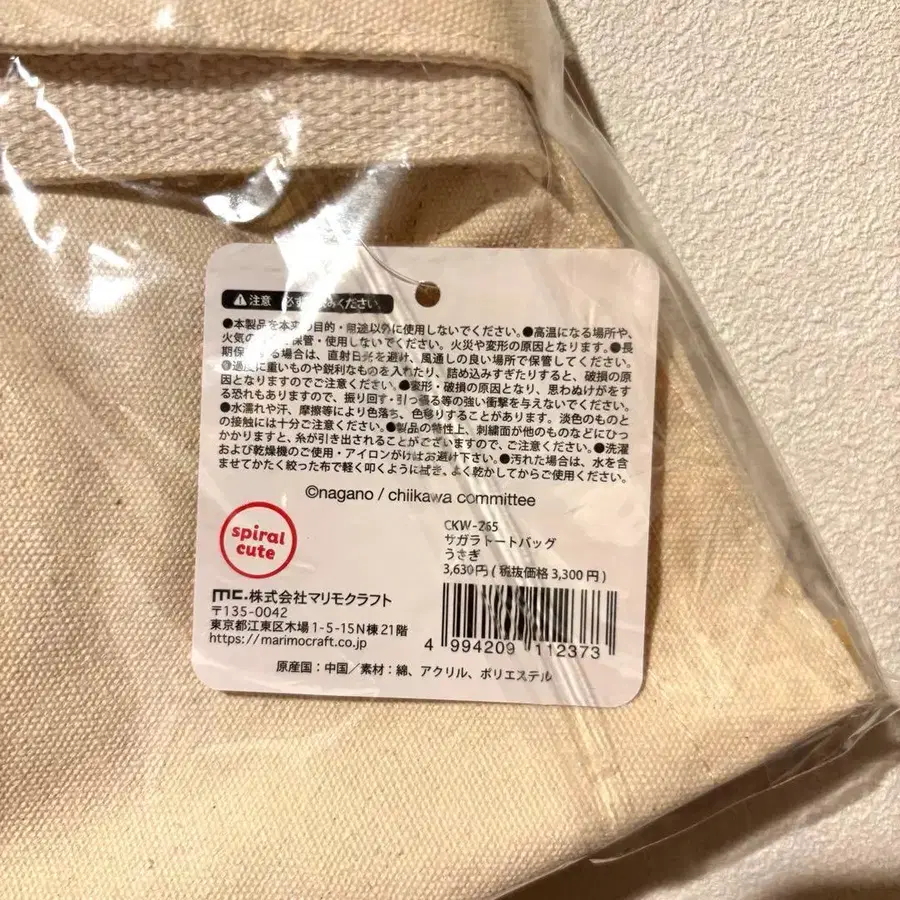 注意 必ず みください。
●本製品を本来の目的・用途以外に使用しないでください。●高温になる場所や、
火気の 保管・使用しないでください。火災や変形の原因となります。●長
期保 する場合は、直射日光を避け、風通しの良い場所で保管してください。
●過度に重いものや鋭利なものを入れたり、詰め込みすぎたりすると、破損の原
因となりますのでご注意ください。●変形・破損の原因となり、思わぬけがをす
る恐れもありますので、振り回す・引っ張る等の強い衝撃を与えないでください。
●水濡れや汗、摩擦等により色落ち、色移りすることがあります。淡色のものと
の接触には十分ご注意ください。●製品の特性上、刺繍面が他のものなどにひっ
かかりますと、糸が引き出されることがございますので、ご注意ください。●洗濯
および乾燥機のご使用・アイロンがけはお避け下さい。●汚れた場合は、水を含
ませてかたく絞った布で軽く叩くように拭き、よく乾かしてからご使用ください。
©nagano / chiikawa committee
spiral
cute
CKW-265
サガラトートバッグ
うさぎ
3,630円(税抜価格3,300円)
mc.株式会社マリモクラフト
〒135-0042
東京都江東区木場1-5-15N棟21階
https://marimocraft.co.jp
4 994209 112373
原産国:中国/素材:綿、アクリル、ポリエステル